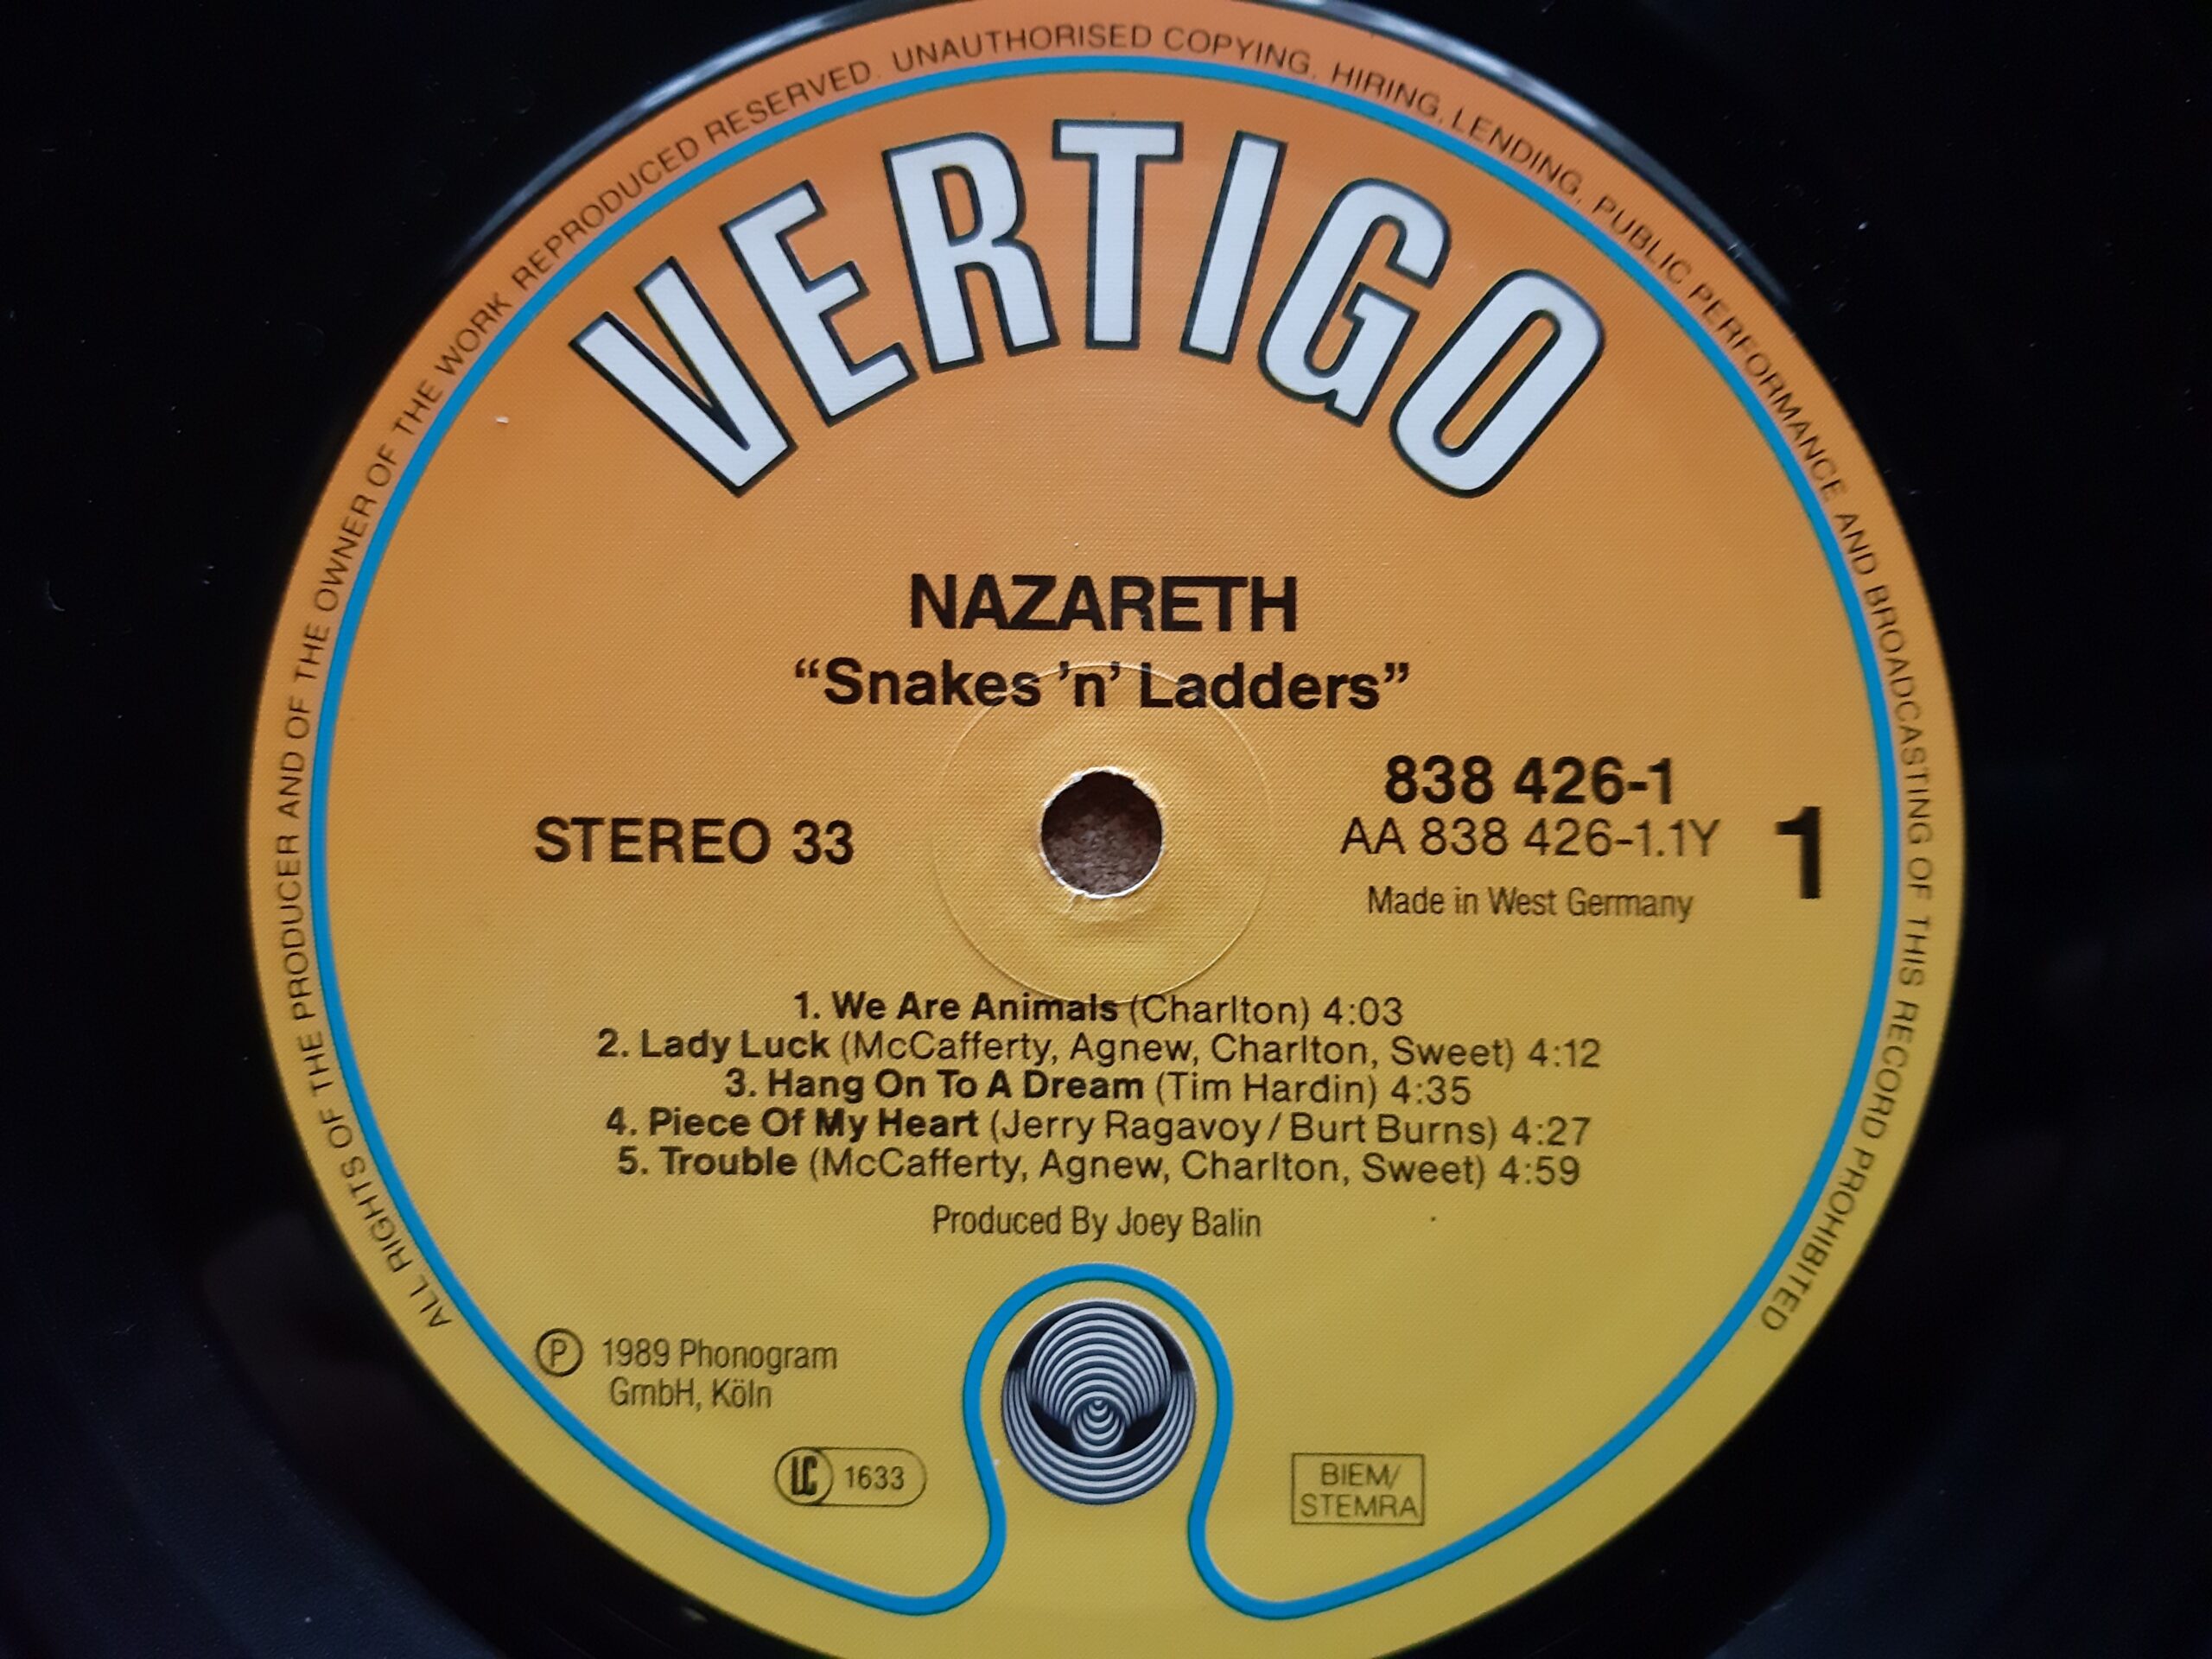 ALL RIGHTS OF THE PRODUCER AND OF THE OWNER OF THE WORK REPRODUCED RESERVED. UNAUTHORISED COPYING, HIRING, LENDING, PUBLIC PERFORMANCE AND BROADCASTING OF THIS RECORD PROHIBITED
VERTIGO
NAZARETH
“Snakes ’n’ Ladders”
STEREO 33
838 426-1
AA 838 426-1.1Y
1
Made in West Germany
1. We Are Animals (Charlton) 4:03
2. Lady Luck (McCafferty, Agnew, Charlton, Sweet) 4:12
3. Hang On To A Dream (Tim Hardin) 4:35
4. Piece Of My Heart (Jerry Ragavoy / Burt Burns) 4:27
5. Trouble (McCafferty, Agnew, Charlton, Sweet) 4:59
Produced By Joey Balin
Ⓟ 1989 Phonogram
GmbH, Köln
LC 1633
BIEM/
STEMRA